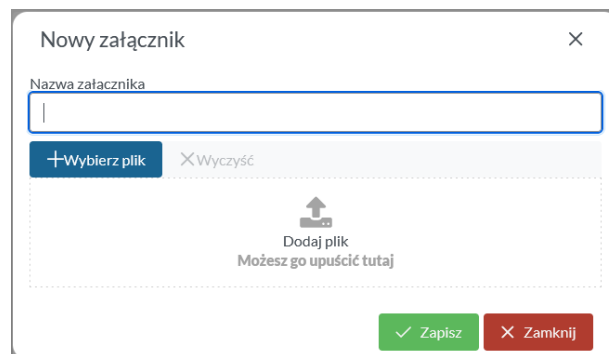 Nowy załącznik
Nazwa załącznika
Wybierz plik
Wyczyść
Dodaj plik
Możesz go upuścić tutaj
Zapisz
Zamknij